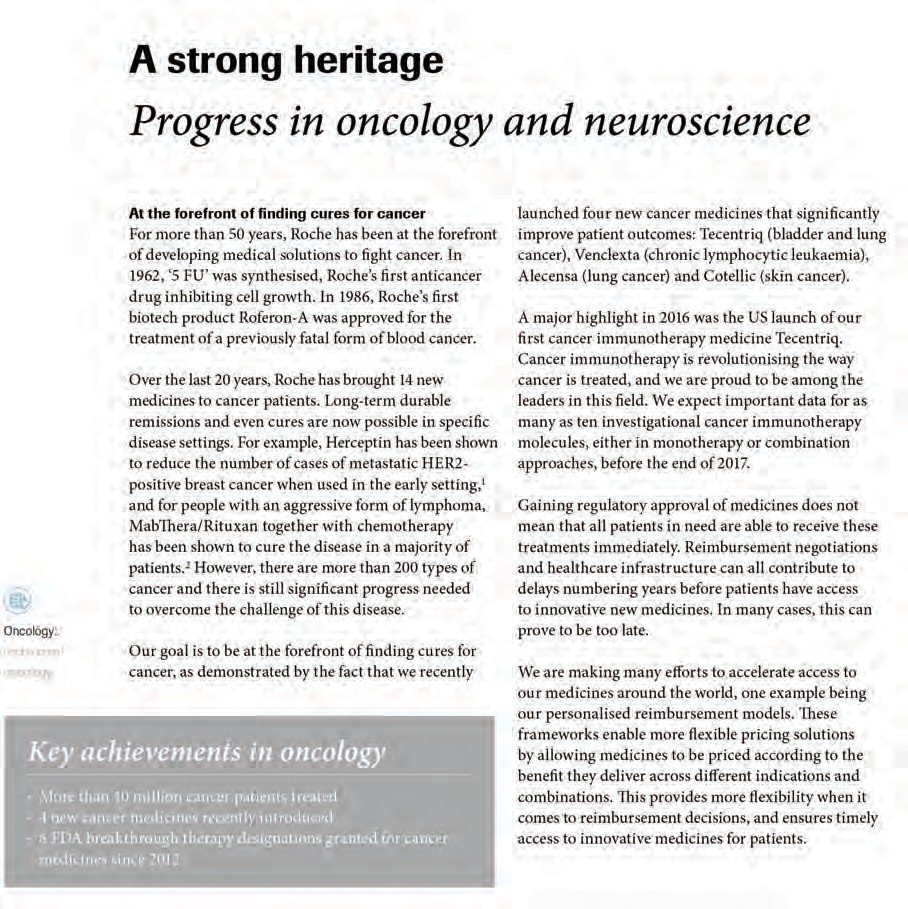 A strong heritage
Progress in oncology and neuroscience
At the forefront of finding cures for cancer
For more than 50 years, Roche has been at the forefront
of developing medical solutions to fight cancer. In
1962, ‘5 FU’ was synthesised, Roche’s first anticancer
drug inhibiting cell growth. In 1986, Roche’s first
biotech product Roferon-A was approved for the
treatment of a previously fatal form of blood cancer.
Over the last 20 years, Roche has brought 14 new
medicines to cancer patients. Long-term durable
remissions and even cures are now possible in specific
disease settings. For example, Herceptin has been shown
to reduce the number of cases of metastatic HER2-
positive breast cancer when used in the early setting,¹
and for people with an aggressive form of lymphoma,
MabThera/Rituxan together with chemotherapy
has been shown to cure the disease in a majority of
patients.² However, there are more than 200 types of
cancer and there is still significant progress needed
to overcome the challenge of this disease.
Our goal is to be at the forefront of finding cures for
cancer, as demonstrated by the fact that we recently
Oncology:
Key achievements in oncology
- More than 10 million cancer patients treated
- 4 new cancer medicines recently introduced
- 8 FDA breakthrough therapy designations granted for cancer
medicines since 2012
launched four new cancer medicines that significantly
improve patient outcomes: Tecentriq (bladder and lung
cancer), Venclexta (chronic lymphocytic leukaemia),
Alecensa (lung cancer) and Cotellic (skin cancer).
A major highlight in 2016 was the US launch of our
first cancer immunotherapy medicine Tecentriq.
Cancer immunotherapy is revolutionising the way
cancer is treated, and we are proud to be among the
leaders in this field. We expect important data for as
many as ten investigational cancer immunotherapy
molecules, either in monotherapy or combination
approaches, before the end of 2017.
Gaining regulatory approval of medicines does not
mean that all patients in need are able to receive these
treatments immediately. Reimbursement negotiations
and healthcare infrastructure can all contribute to
delays numbering years before patients have access
to innovative new medicines. In many cases, this can
prove to be too late.
We are making many efforts to accelerate access to
our medicines around the world, one example being
our personalised reimbursement models. These
frameworks enable more flexible pricing solutions
by allowing medicines to be priced according to the
benefit they deliver across different indications and
combinations. This provides more flexibility when it
comes to reimbursement decisions, and ensures timely
access to innovative medicines for patients.